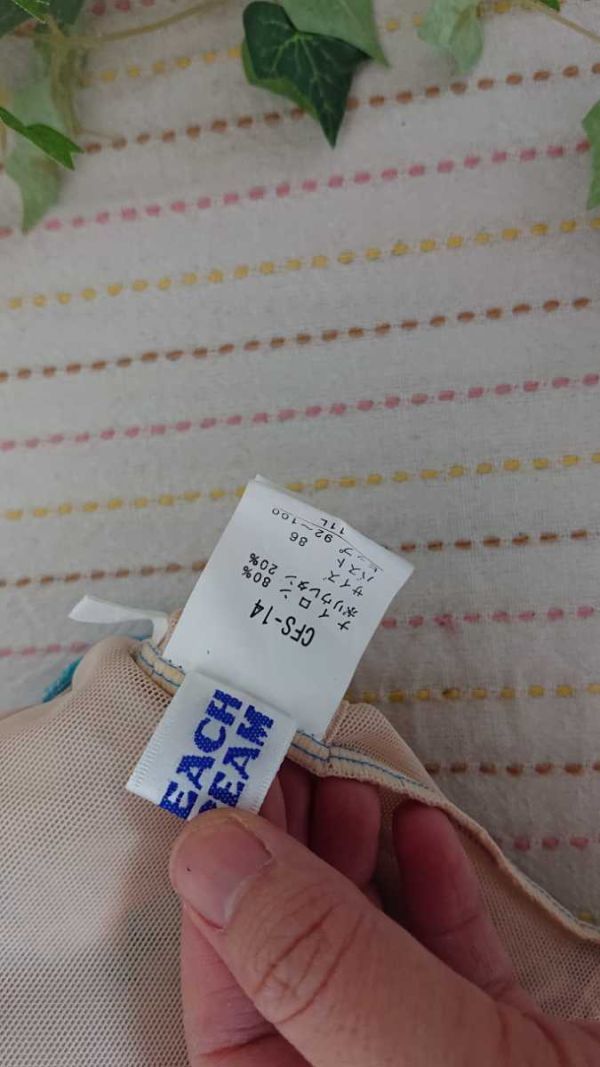 CFS-14
ナイロン 80%
ポリウレタン 20%
サイズ
バスト 86
ヒップ 92～100
11L
EACH
EAM